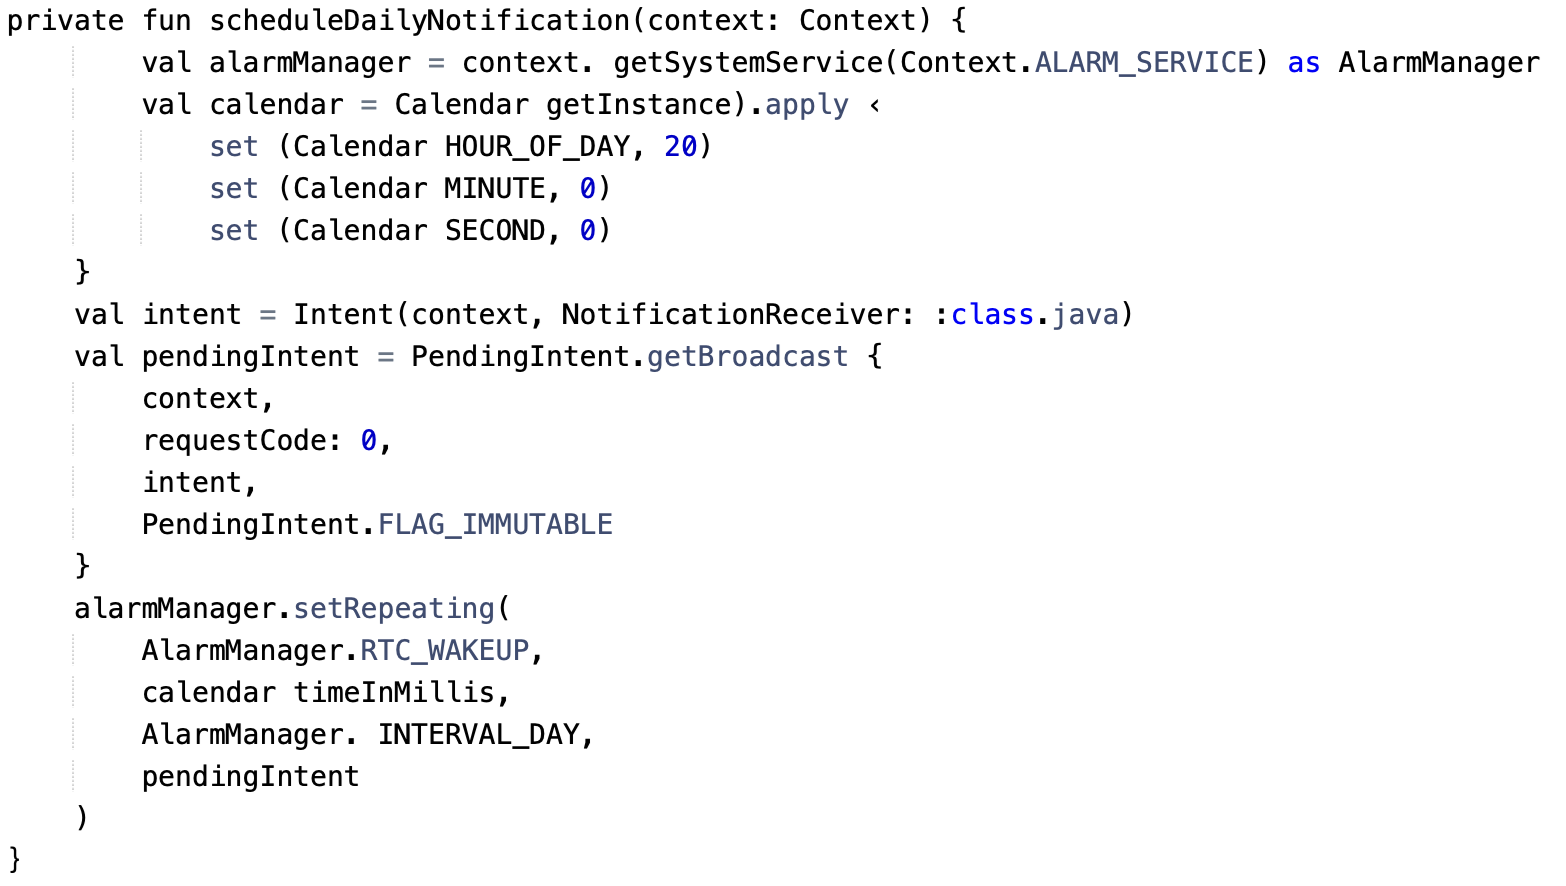 private fun scheduleDailyNotification(context: Context) {
        val alarmManager = context. getSystemService(Context.ALARM_SERVICE) as AlarmManager
        val calendar = Calendar getInstance).apply ‹
            set (Calendar HOUR_OF_DAY, 20)
            set (Calendar MINUTE, 0)
            set (Calendar SECOND, 0)
    }
    val intent = Intent(context, NotificationReceiver: :class.java)
    val pendingIntent = PendingIntent.getBroadcast {
        context,
        requestCode: 0,
        intent,
        PendingIntent.FLAG_IMMUTABLE
    }
    alarmManager.setRepeating(
        AlarmManager.RTC_WAKEUP,
        calendar timeInMillis,
        AlarmManager. INTERVAL_DAY,
        pendingIntent
    )
}